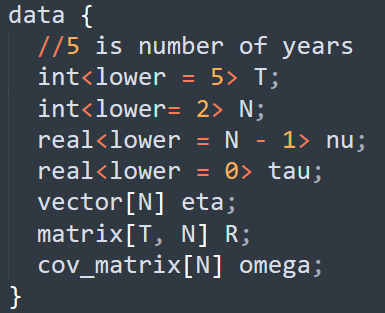 data {
  //5 is number of years
  int<lower = 5> T;
  int<lower= 2> N;
  real<lower = N - 1> nu;
  real<lower = 0> tau;
  vector[N] eta;
  matrix[T, N] R;
  cov_matrix[N] omega;
}